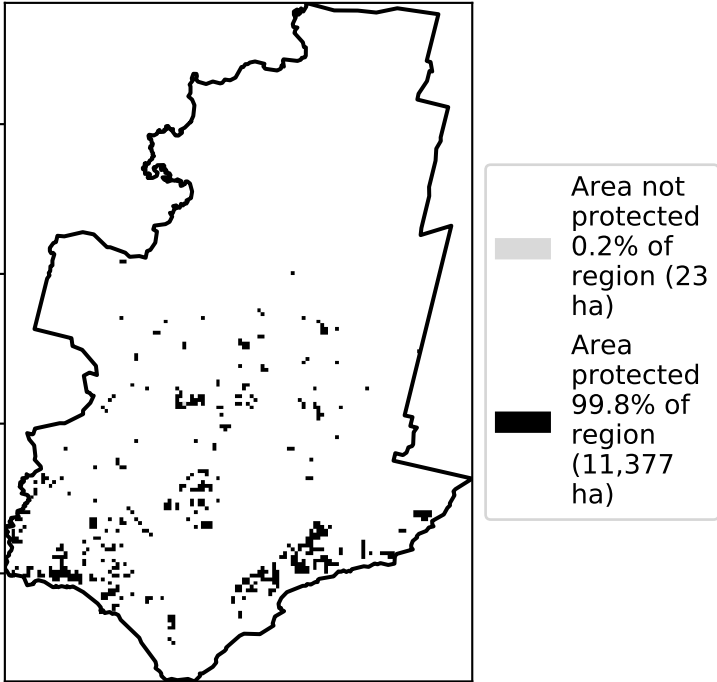 Area not
protected
0.2% of
region (23
ha)
Area
protected
99.8% of
region
(11,377
ha)